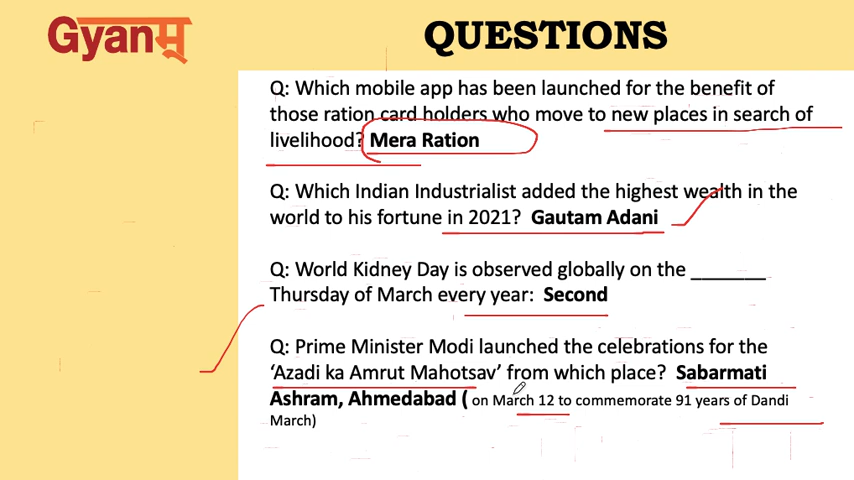 Gyanम्
QUESTIONS
Q: Which mobile app has been launched for the benefit of
those ration card holders who move to new places in search of
livelihood? Mera Ration
Q: Which Indian Industrialist added the highest wealth in the
world to his fortune in 2021? Gautam Adani
Q: World Kidney Day is observed globally on the _______
Thursday of March every year: Second
Q: Prime Minister Modi launched the celebrations for the
‘Azadi ka Amrut Mahotsav’ from which place? Sabarmati
Ashram, Ahmedabad ( on March 12 to commemorate 91 years of Dandi
March)